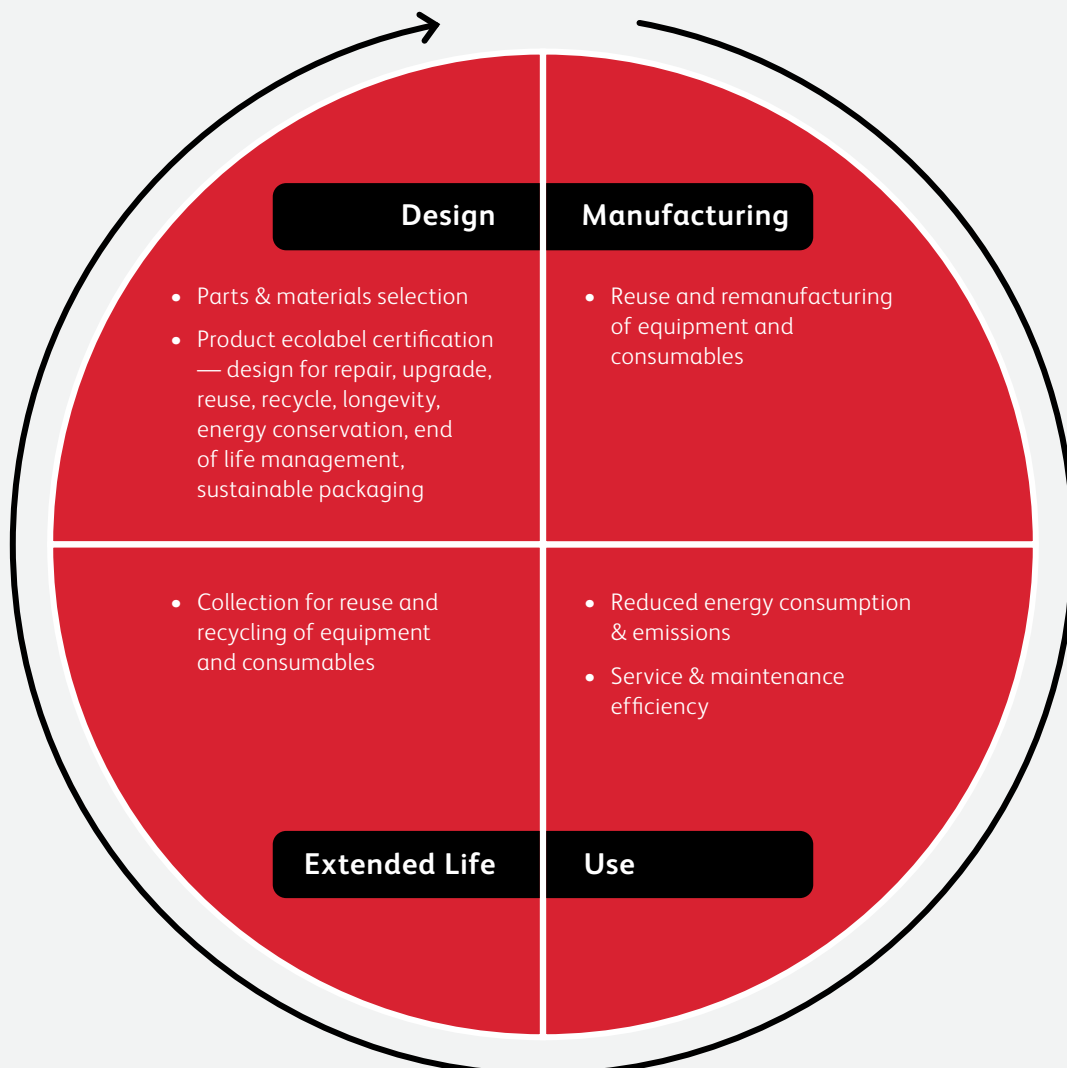 Design
• Parts & materials selection
• Product ecolabel certification
— design for repair, upgrade,
reuse, recycle, longevity,
energy conservation, end
of life management,
sustainable packaging
Manufacturing
• Reuse and remanufacturing
of equipment and
consumables
• Collection for reuse and
recycling of equipment
and consumables
Extended Life
• Reduced energy consumption
& emissions
• Service & maintenance
efficiency
Use